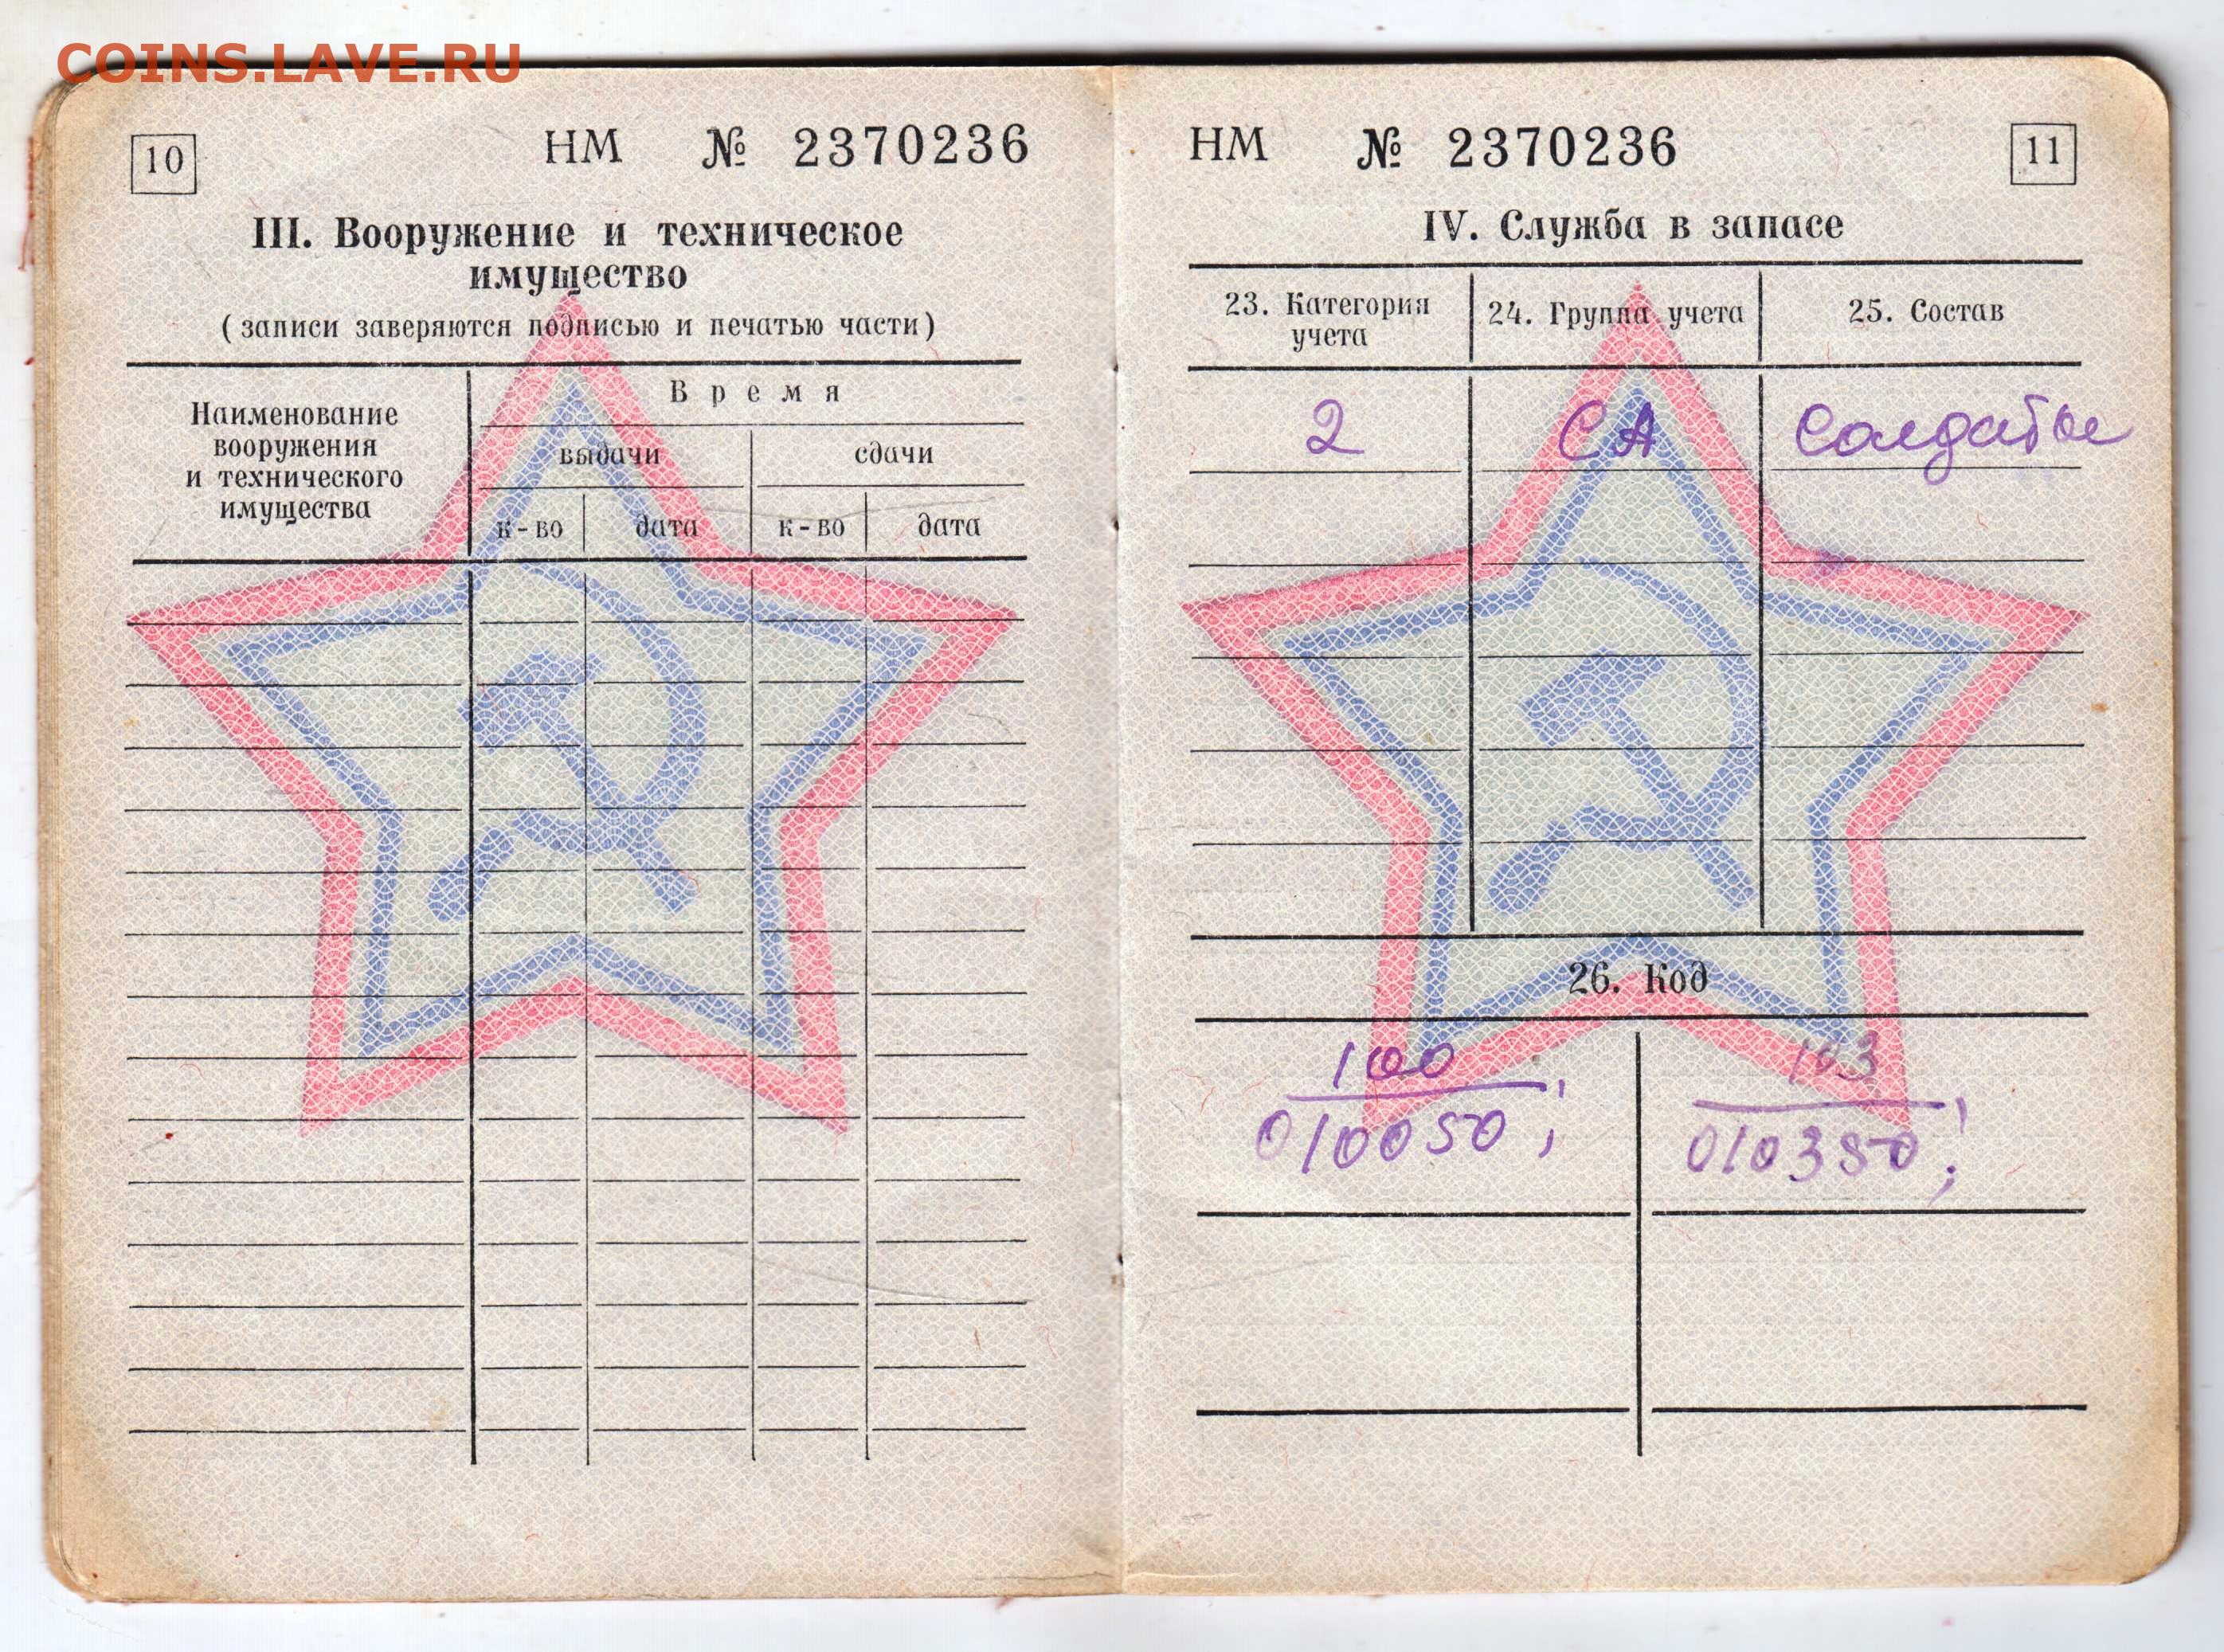 COINS.LAVE.RU
10
НМ № 2370236
III. Вооружение и техническое
имущество
(записи заверяются подписью и печатью части)
Наименование
вооружения
и технического
имущества
Время
выдачи
сдачи
к-во
дата
к-во
дата
НМ № 2370236
11
IV. Служба в запасе
23. Категория
учета
24. Группа учета
25. Состав
2
СА
Солдаты
26. Код
100
010050;
103
010350;